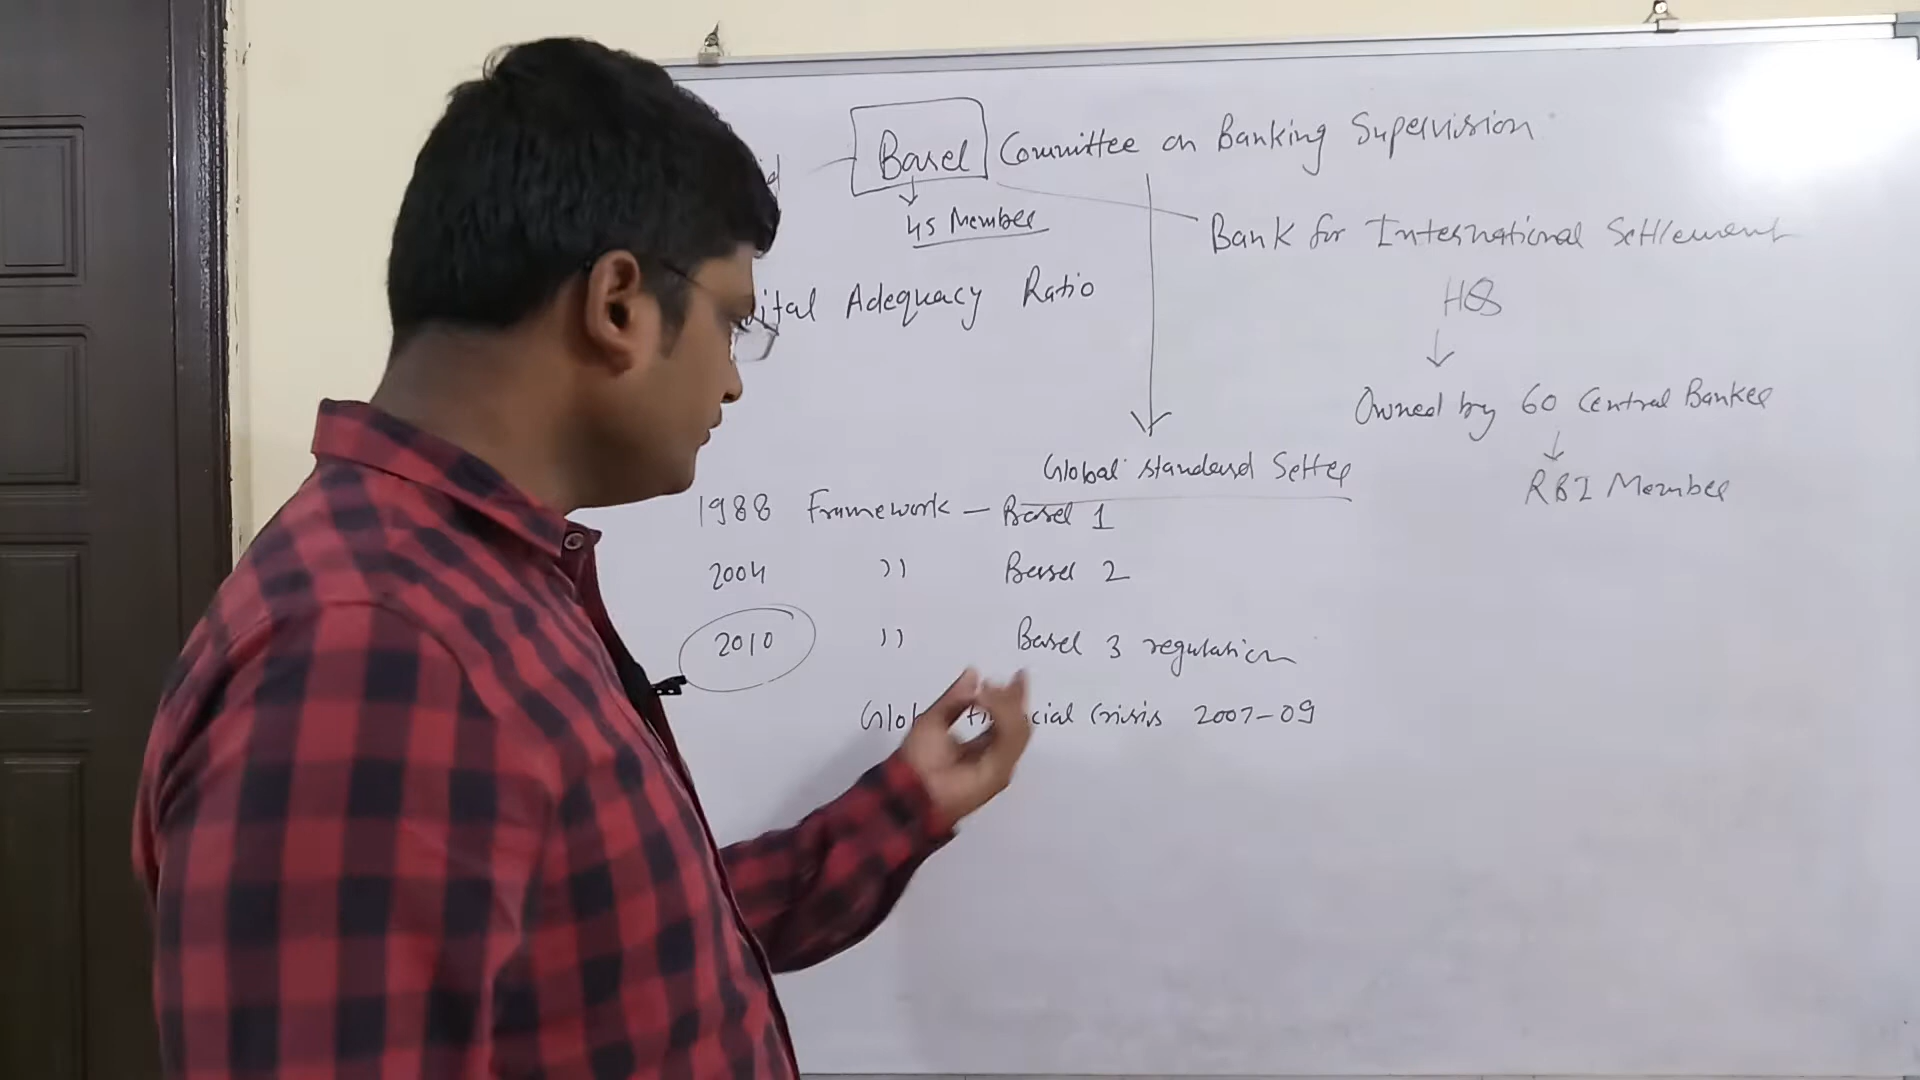 Basel Committee on Banking Supervision
45 Member
Bank for International Settlement
Adequacy Ratio
HQ
Owned by 60 Central Banker
Global standard Setter
RBI Member
1988 Framework - Basel 1
2004 " Basel 2
2010 " Basel 3 regulation
Crisis 2007-09